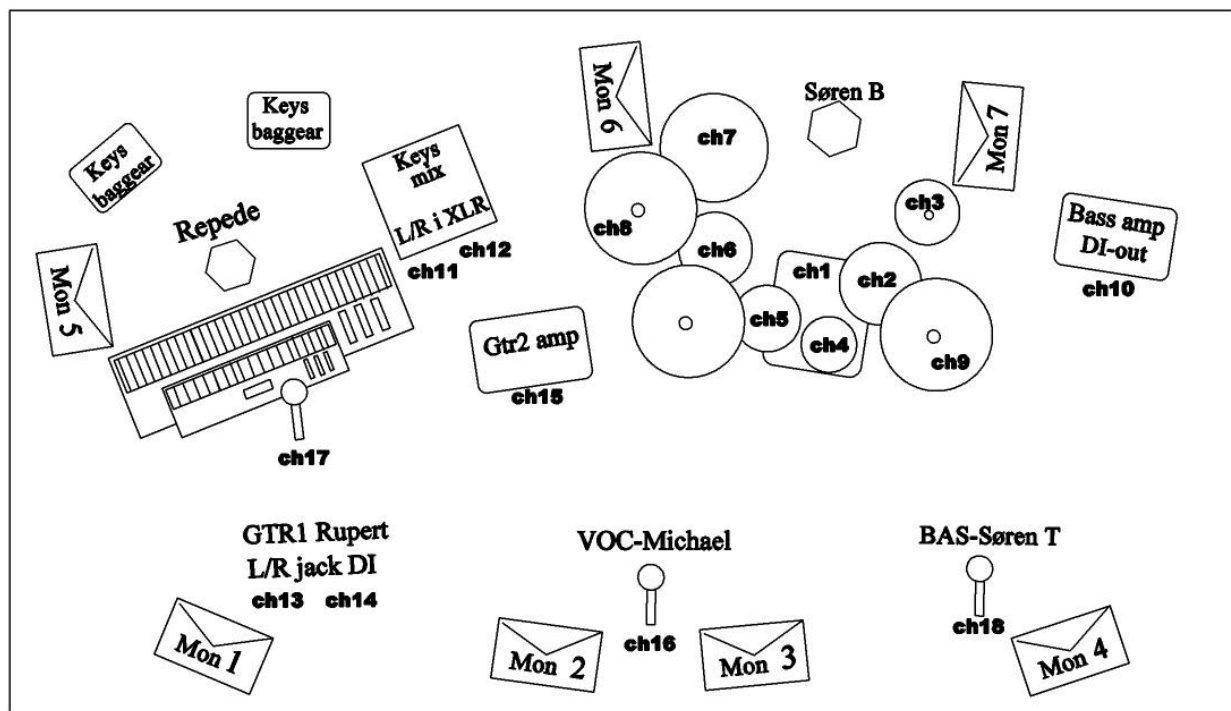 Mon 6
Søren B
Mon 7
Keys
baggear
Keys
baggear
Keys
mix
L/R i XLR
ch11
ch12
Repede
Mon 5
ch7
ch8
ch6
ch3
ch1
ch2
ch5
ch4
ch9
Bass amp
DI-out
ch10
Gtr2 amp
ch15
ch17
GTR1 Rupert
L/R jack DI
ch13 ch14
Mon 1
VOC-Michael
ch16
Mon 2
Mon 3
BAS-Søren T
ch18
Mon 4